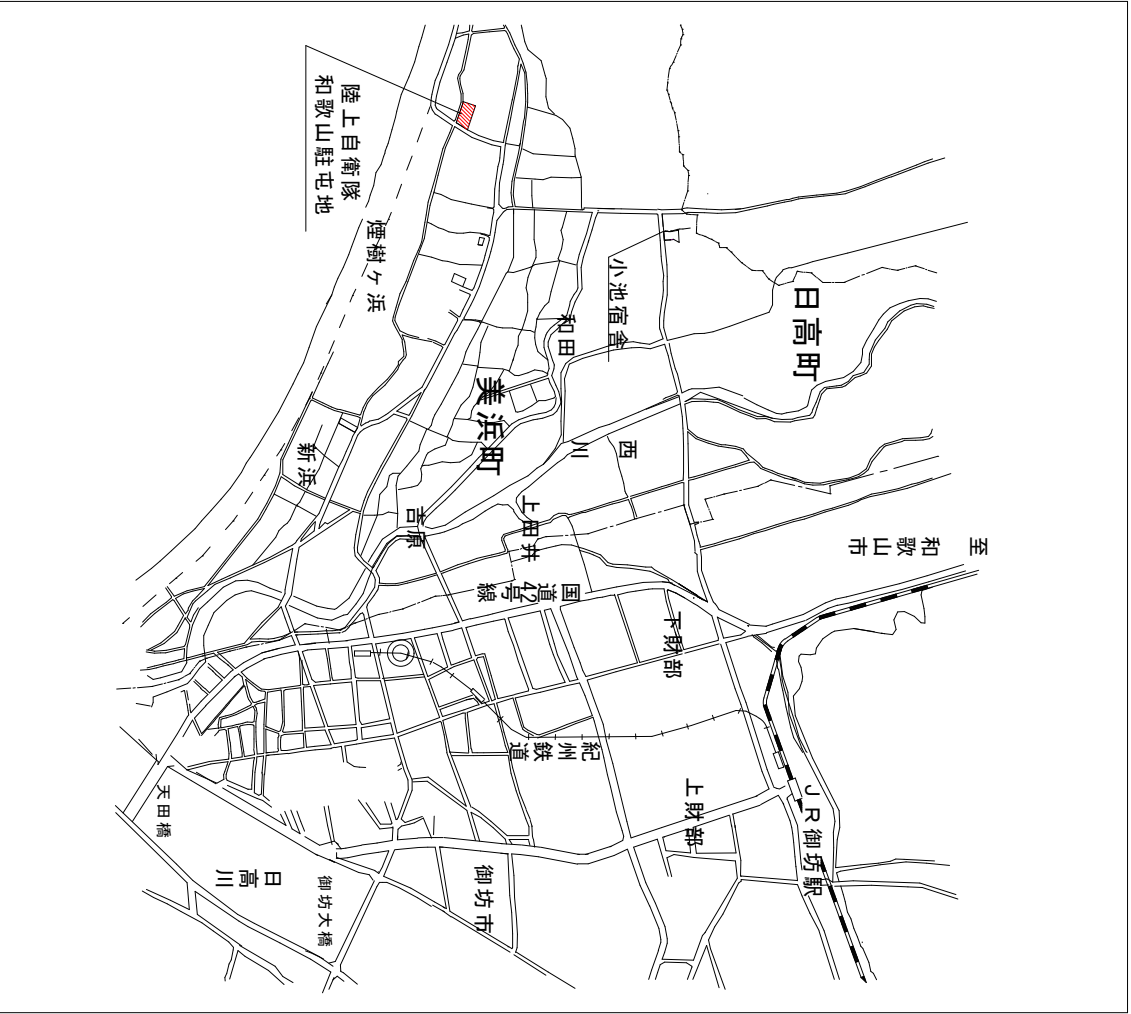 陸上自衛隊
和歌山駐屯地
煙樹ヶ浜
小池宿舎
和田
日高町
美浜町
西川
新浜
吉原
上田井
至和歌山市
国道42号線
下財部
紀州鉄道
上財部
JR御坊駅
天田橋
日高川
御坊大橋
御坊市